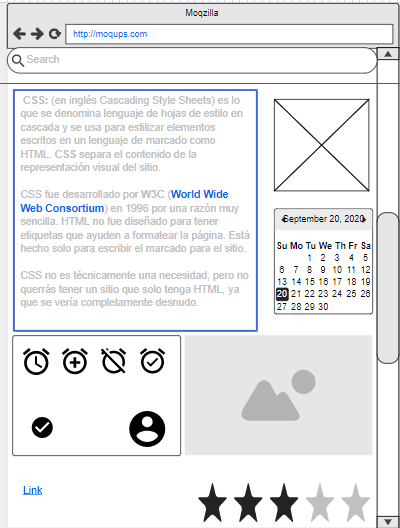 Moqzilla
http://moqups.com
Search
CSS: (en inglés Cascading Style Sheets) es lo
que se denomina lenguaje de hojas de estilo en
cascada y se usa para estilizar elementos
escritos en un lenguaje de marcado como
HTML. CSS separa el contenido de la
representación visual del sitio.
CSS fue desarrollado por W3C (World Wide
Web Consortium) en 1996 por una razón muy
sencilla. HTML no fue diseñado para tener
etiquetas que ayuden a formatear la página. Está
hecho solo para escribir el marcado para el sitio.
CSS no es técnicamente una necesidad, pero no
querrás tener un sitio que solo tenga HTML, ya
que se vería completamente desnudo.
September 20, 2020
Su Mo Tu We Th Fr Sa
1 2 3 4 5
6 7 8 9 10 11 12
13 14 15 16 17 18 19
20 21 22 23 24 25 26
27 28 29 30
Link